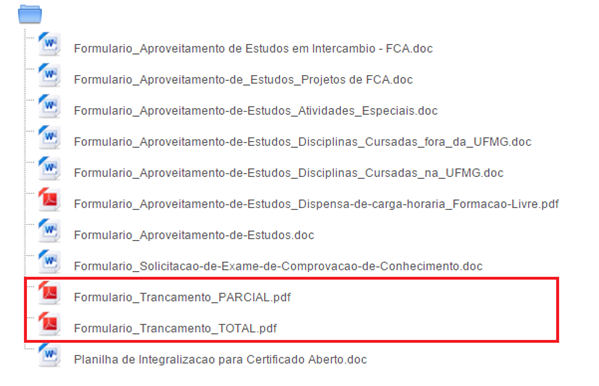 Formulario_Aproveitamento de Estudos em Intercambio - FCA.doc
Formulario_Aproveitamento-de_Estudos_Projetos de FCA.doc
Formulario_Aproveitamento-de-Estudos_Atividades_Especiais.doc
Formulario_Aproveitamento-de-Estudos_Disciplinas_Cursadas_fora_da_UFMG.doc
Formulario_Aproveitamento-de-Estudos_Disciplinas_Cursadas_na_UFMG.doc
Formulario_Aproveitamento-de-Estudos_Dispensa-de-carga-horaria_Formacao-Livre.pdf
Formulario_Aproveitamento-de-Estudos.doc
Formulario_Solicitacao-de-Exame-de-Comprovacao-de-Conhecimento.doc
Formulario_Trancamento_PARCIAL.pdf
Formulario_Trancamento_TOTAL.pdf
Planilha de Integralizacao para Certificado Aberto.doc